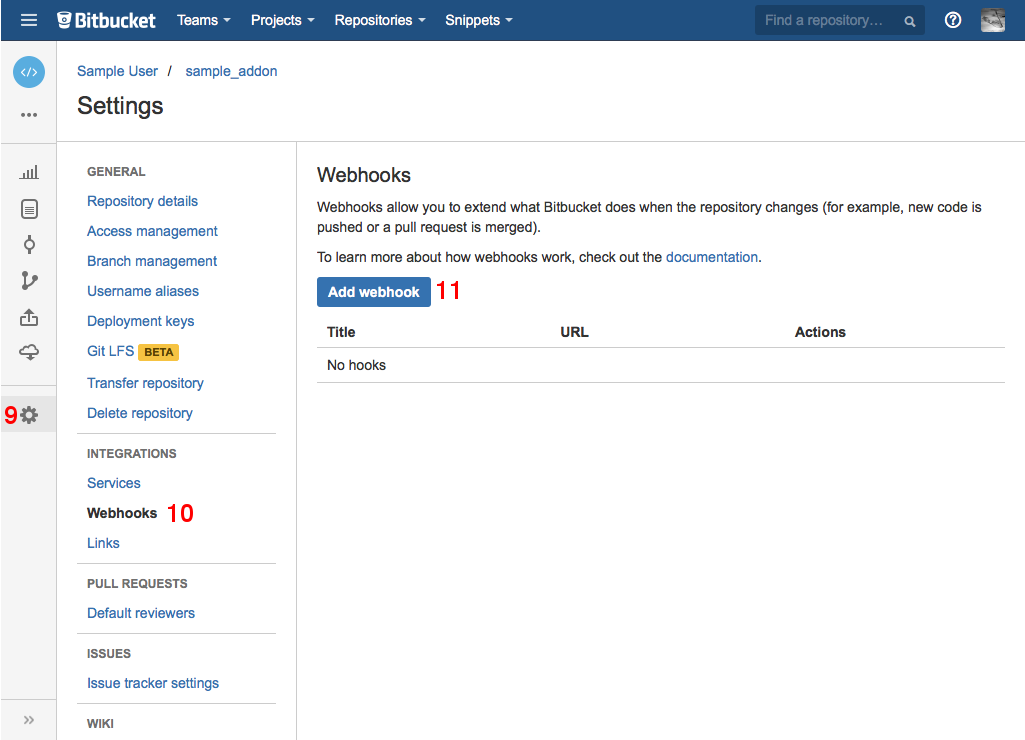 Bitbucket Teams Projects Repositories Snippets Find a repository...
Sample User / sample_addon
Settings
GENERAL
Repository details
Access management
Branch management
Username aliases
Deployment keys
Git LFS BETA
Transfer repository
Delete repository
9
INTEGRATIONS
Services
Webhooks 10
Links
PULL REQUESTS
Default reviewers
ISSUES
Issue tracker settings
WIKI
Webhooks
Webhooks allow you to extend what Bitbucket does when the repository changes (for example, new code is
pushed or a pull request is merged).
To learn more about how webhooks work, check out the documentation.
Add webhook 11
Title URL Actions
No hooks